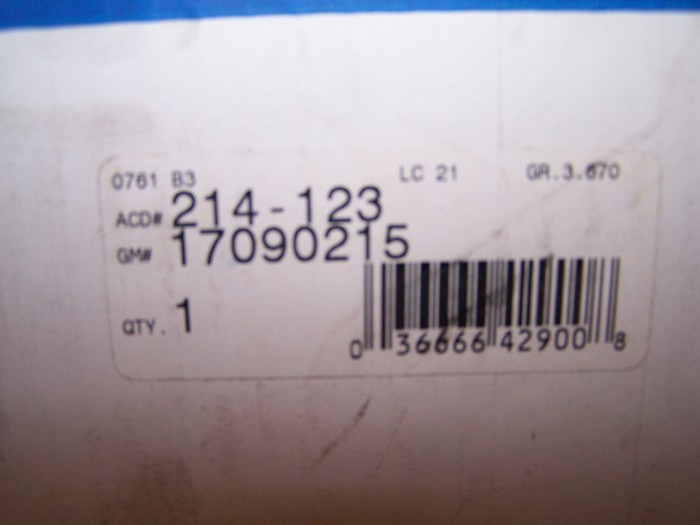 0761 B3 LC 21 GR.3.670
ACD# 214-123
GM# 17090215
QTY. 1
0 36666 42900 8